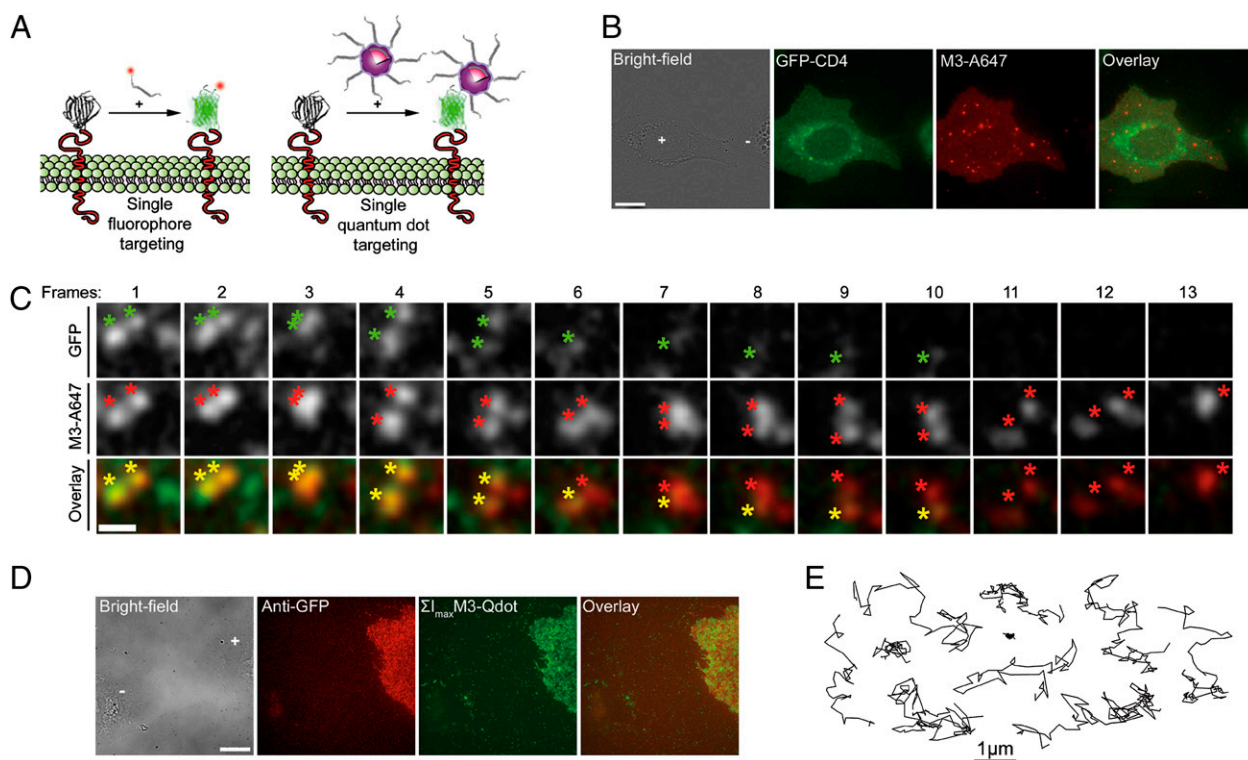 A
+
+
Single
fluorophore
targeting
Single
quantum dot
targeting
B
Bright-field
GFP-CD4
M3-A647
Overlay
+
-
C
Frames: 1 2 3 4 5 6 7 8 9 10 11 12 13
GFP
M3-A647
Overlay
D
Bright-field
Anti-GFP
ΣImaxM3-Qdot
Overlay
+
-
E
1μm